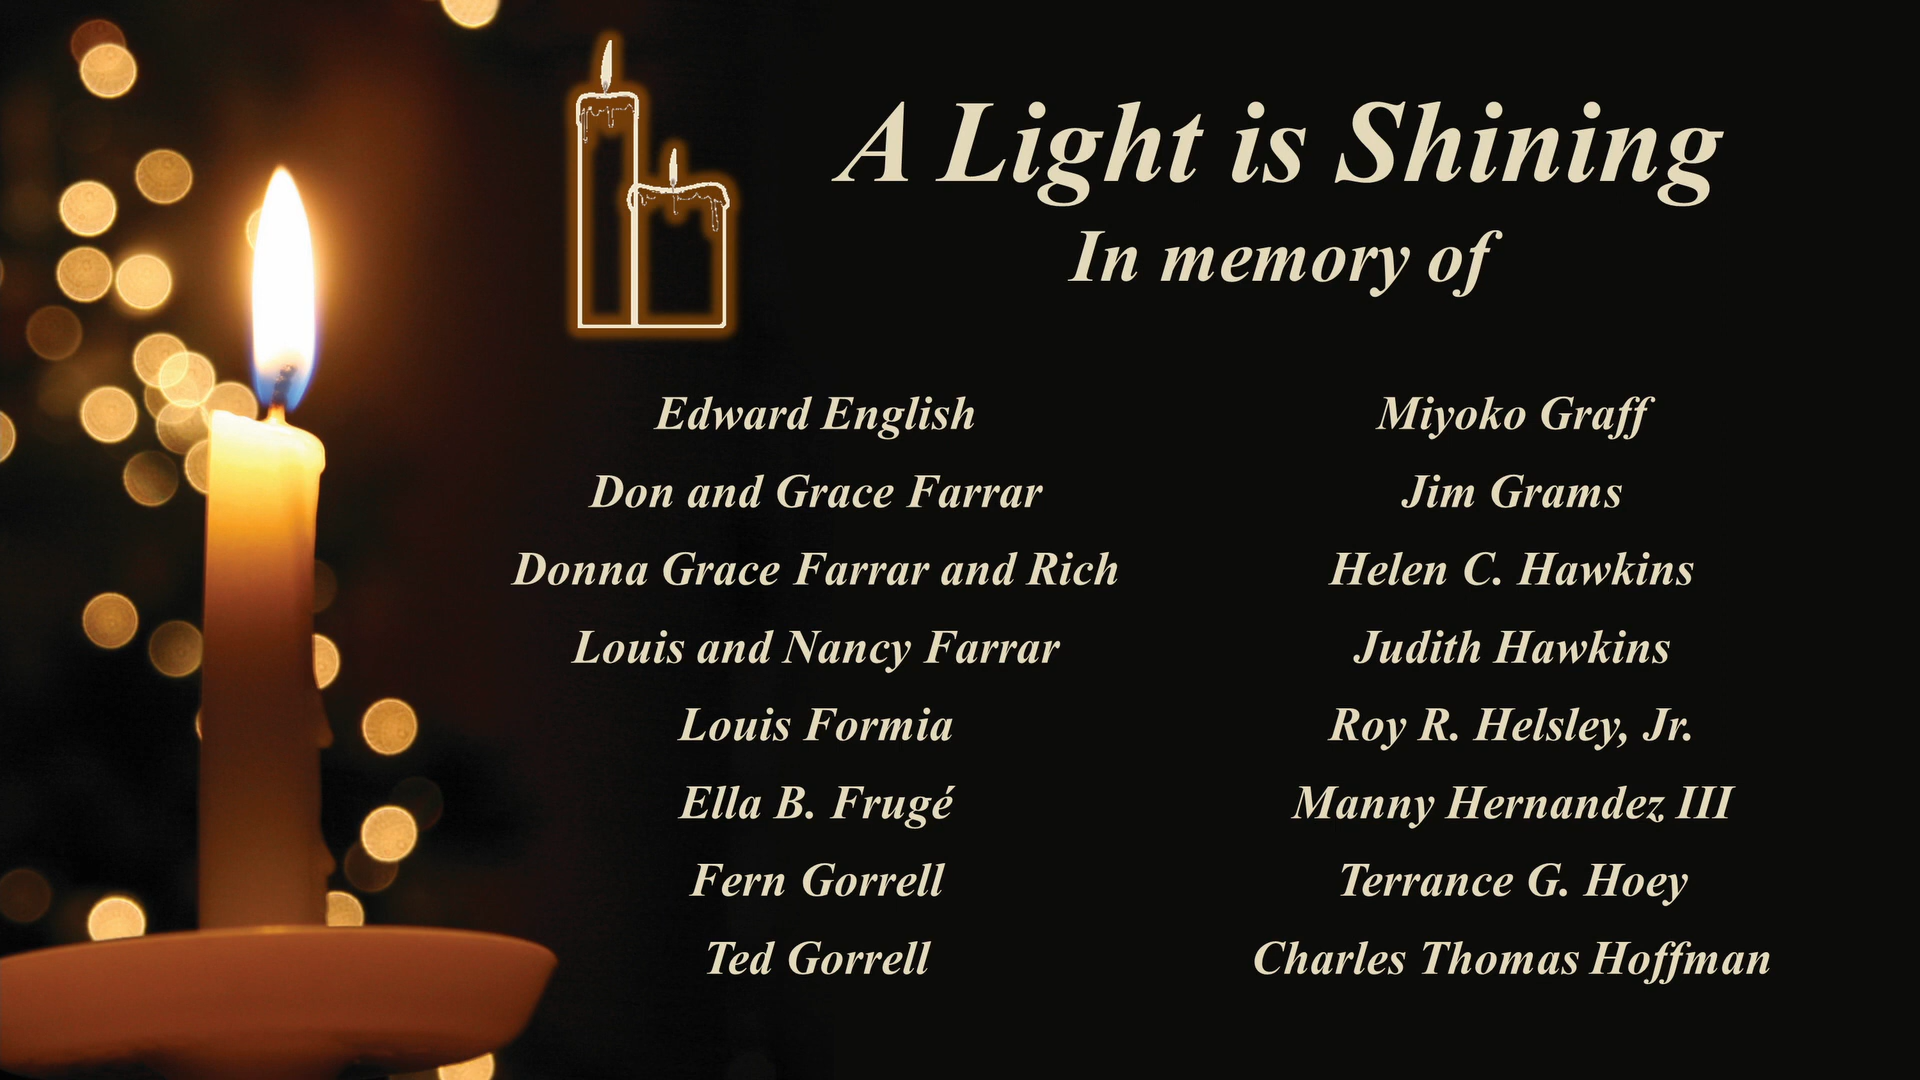 A Light is Shining
In memory of
Edward English
Don and Grace Farrar
Donna Grace Farrar and Rich
Louis and Nancy Farrar
Louis Formia
Ella B. Frugé
Fern Gorrell
Ted Gorrell
Miyoko Graff
Jim Grams
Helen C. Hawkins
Judith Hawkins
Roy R. Helsley, Jr.
Manny Hernandez III
Terrance G. Hoey
Charles Thomas Hoffman